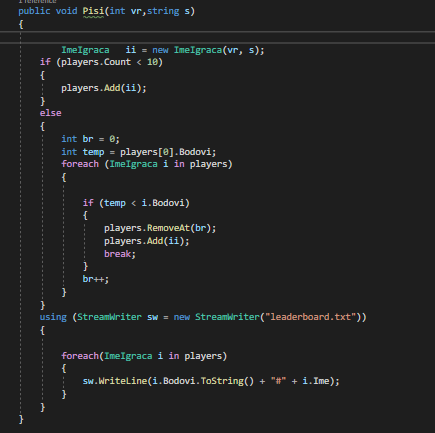 1 reference
public void Pisi(int vr,string s)
{
ImeIgraca ii = new ImeIgraca(vr, s);
if (players.Count < 10)
{
players.Add(ii);
}
else
{
int br = 0;
int temp = players[0].Bodovi;
foreach (ImeIgraca i in players)
{
if (temp < i.Bodovi)
{
players.RemoveAt(br);
players.Add(ii);
break;
}
br++;
}
}
using (StreamWriter sw = new StreamWriter("leaderboard.txt"))
{
foreach(ImeIgraca i in players)
{
sw.WriteLine(i.Bodovi.ToString() + "#" + i.Ime);
}
}
}